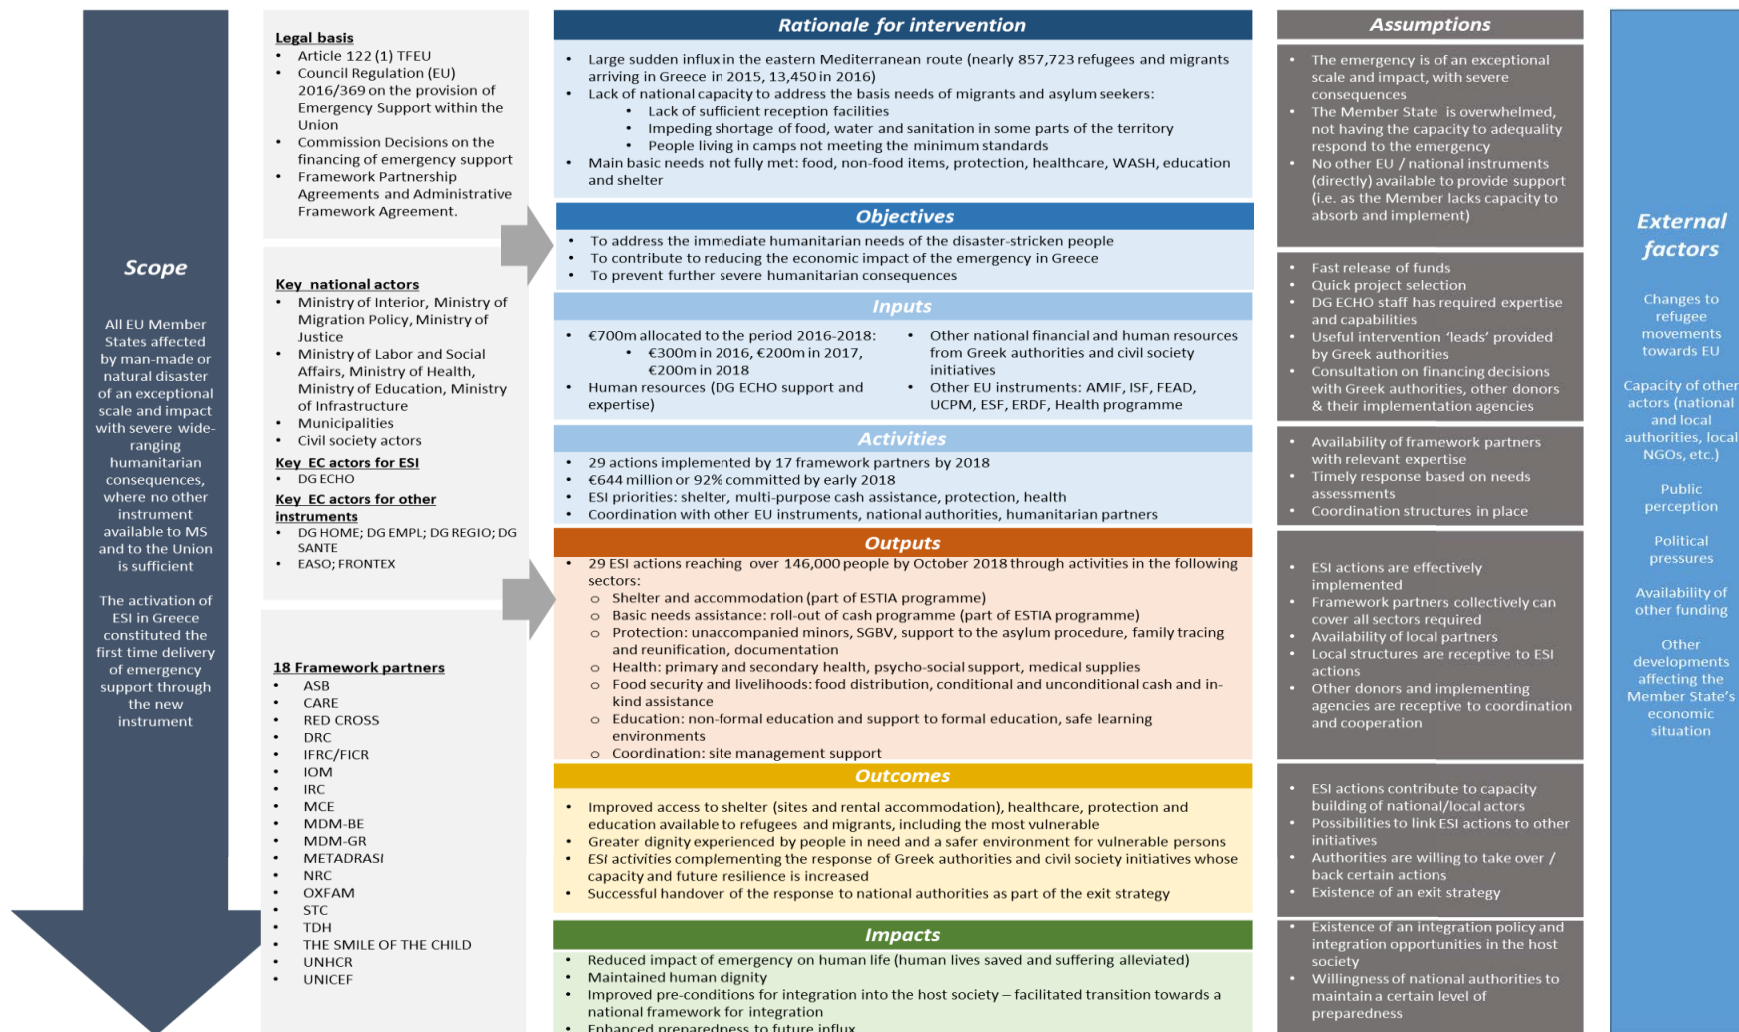 Scope
All EU Member
States affected
by man-made or
natural disaster
of an exceptional
scale and impact
with severe wide-
ranging
humanitarian
consequences,
where no other
instrument
available to MS
and to the Union
is sufficient
The activation of
ESI in Greece
constituted the
first time delivery
of emergency
support through
the new
instrument
Legal basis
• Article 122 (1) TFEU
• Council Regulation (EU)
2016/369 on the provision of
Emergency Support within the
Union
• Commission Decisions on the
financing of emergency support
• Framework Partnership
Agreements and Administrative
Framework Agreement.
Key national actors
• Ministry of Interior, Ministry of
Migration Policy, Ministry of
Justice
• Ministry of Labor and Social
Affairs, Ministry of Health,
Ministry of Education, Ministry
of Infrastructure
• Municipalities
• Civil society actors
Key EC actors for ESI
• DG ECHO
Key EC actors for other
instruments
• DG HOME; DG EMPL; DG REGIO; DG
SANTE
• EASO; FRONTEX
18 Framework partners
• ASB
• CARE
• RED CROSS
• DRC
• IFRC/FICR
• IOM
• IRC
• MCE
• MDM-BE
• MDM-GR
• METADRASI
• NRC
• OXFAM
• STC
• TDH
• THE SMILE OF THE CHILD
• UNHCR
• UNICEF
Rationale for intervention
• Large sudden influx in the eastern Mediterranean route (nearly 857,723 refugees and migrants
arriving in Greece in 2015, 13,450 in 2016)
• Lack of national capacity to address the basis needs of migrants and asylum seekers:
• Lack of sufficient reception facilities
• Impeding shortage of food, water and sanitation in some parts of the territory
• People living in camps not meeting the minimum standards
• Main basic needs not fully met: food, non-food items, protection, healthcare, WASH, education
and shelter
Objectives
• To address the immediate humanitarian needs of the disaster-stricken people
• To contribute to reducing the economic impact of the emergency in Greece
• To prevent further severe humanitarian consequences
Inputs
• €700m allocated to the period 2016-2018:
• €300m in 2016, €200m in 2017,
€200m in 2018
• Human resources (DG ECHO support and
expertise)
• Other national financial and human resources
from Greek authorities and civil society
initiatives
• Other EU instruments: AMIF, ISF, FEAD,
UCPM, ESF, ERDF, Health programme
Activities
• 29 actions implemented by 17 framework partners by 2018
• €644 million or 92% committed by early 2018
• ESI priorities: shelter, multi-purpose cash assistance, protection, health
• Coordination with other EU instruments, national authorities, humanitarian partners
Outputs
• 29 ESI actions reaching over 146,000 people by October 2018 through activities in the following
sectors:
o Shelter and accommodation (part of ESTIA programme)
o Basic needs assistance: roll-out of cash programme (part of ESTIA programme)
o Protection: unaccompanied minors, SGBV, support to the asylum procedure, family tracing
and reunification, documentation
o Health: primary and secondary health, psycho-social support, medical supplies
o Food security and livelihoods: food distribution, conditional and unconditional cash and in-
kind assistance
o Education: non-formal education and support to formal education, safe learning
environments
o Coordination: site management support
Outcomes
• Improved access to shelter (sites and rental accommodation), healthcare, protection and
education available to refugees and migrants, including the most vulnerable
• Greater dignity experienced by people in need and a safer environment for vulnerable persons
• ESI activities complementing the response of Greek authorities and civil society initiatives whose
capacity and future resilience is increased
• Successful handover of the response to national authorities as part of the exit strategy
Impacts
• Reduced impact of emergency on human life (human lives saved and suffering alleviated)
• Maintained human dignity
• Improved pre-conditions for integration into the host society – facilitated transition towards a
national framework for integration
• Enhanced preparedness to future influx
Assumptions
• The emergency is of an exceptional
scale and impact, with severe
consequences
• The Member State is overwhelmed,
not having the capacity to adequality
respond to the emergency
• No other EU / national instruments
(directly) available to provide support
(i.e. as the Member lacks capacity to
absorb and implement)
• Fast release of funds
• Quick project selection
• DG ECHO staff has required expertise
and capabilities
• Useful intervention ‘leads’ provided
by Greek authorities
• Consultation on financing decisions
with Greek authorities, other donors
& their implementation agencies
• Availability of framework partners
with relevant expertise
• Timely response based on needs
assessments
• Coordination structures in place
• ESI actions are effectively
implemented
• Framework partners collectively can
cover all sectors required
• Availability of local partners
• Local structures are receptive to ESI
actions
• Other donors and implementing
agencies are receptive to coordination
and cooperation
• ESI actions contribute to capacity
building of national/local actors
• Possibilities to link ESI actions to other
initiatives
• Authorities are willing to take over /
back certain actions
• Existence of an exit strategy
• Existence of an integration policy and
integration opportunities in the host
society
• Willingness of national authorities to
maintain a certain level of
preparedness
External
factors
Changes to
refugee
movements
towards EU
Capacity of other
actors (national
and local
authorities, local
NGOs, etc.)
Public
perception
Political
pressures
Availability of
other funding
Other
developments
affecting the
Member State’s
economic
situation